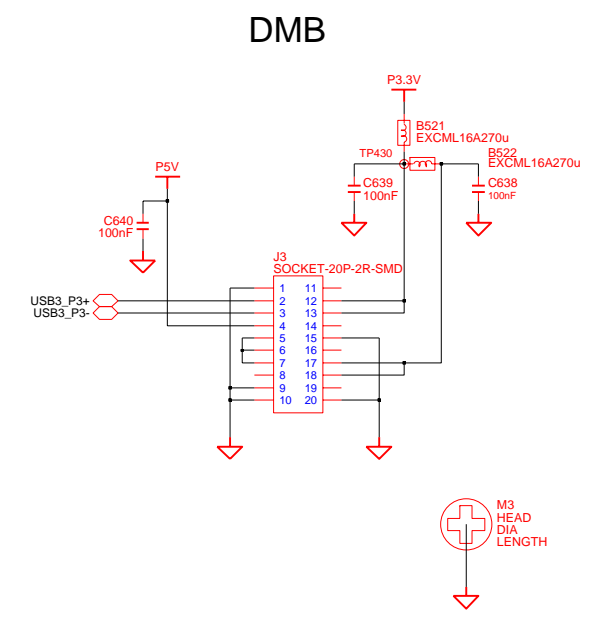 DMB
P3.3V
B521
EXCML16A270u
TP430
B522
EXCML16A270u
P5V
C639
100nF
C638
100nF
C640
100nF
J3
SOCKET-20P-2R-SMD
1 11
USB3_P3+ 2 12
USB3_P3- 3 13
4 14
5 15
6 16
7 17
8 18
9 19
10 20
M3
HEAD
DIA
LENGTH